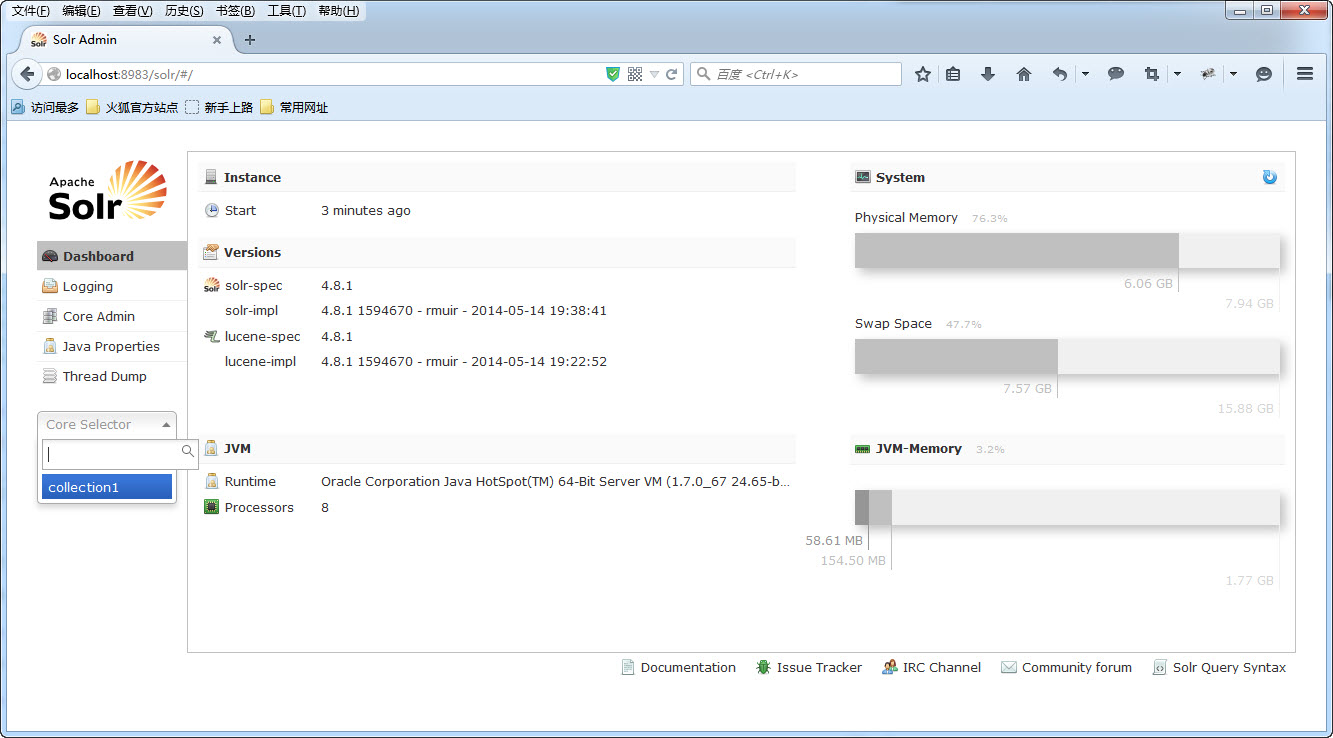 文件(F) 编辑(E) 查看(V) 历史(S) 书签(B) 工具(T) 帮助(H)
Solr Solr Admin
localhost:8983/solr/#/
百度 <Ctrl+K>
访问最多 火狐官方站点 新手上路 常用网址
Apache
Solr
Dashboard
Logging
Core Admin
Java Properties
Thread Dump
Core Selector
collection1
Instance
Start 3 minutes ago
Versions
Solr solr-spec 4.8.1
solr-impl 4.8.1 1594670 - rmuir - 2014-05-14 19:38:41
lucene-spec 4.8.1
lucene-impl 4.8.1 1594670 - rmuir - 2014-05-14 19:22:52
JVM
Runtime Oracle Corporation Java HotSpot(TM) 64-Bit Server VM (1.7.0_67 24.65-b...
Processors 8
System
Physical Memory 76.3%
6.06 GB
7.94 GB
Swap Space 47.7%
7.57 GB
15.88 GB
JVM-Memory 3.2%
58.61 MB
154.50 MB
1.77 GB
Documentation Issue Tracker IRC Channel Community forum Solr Query Syntax